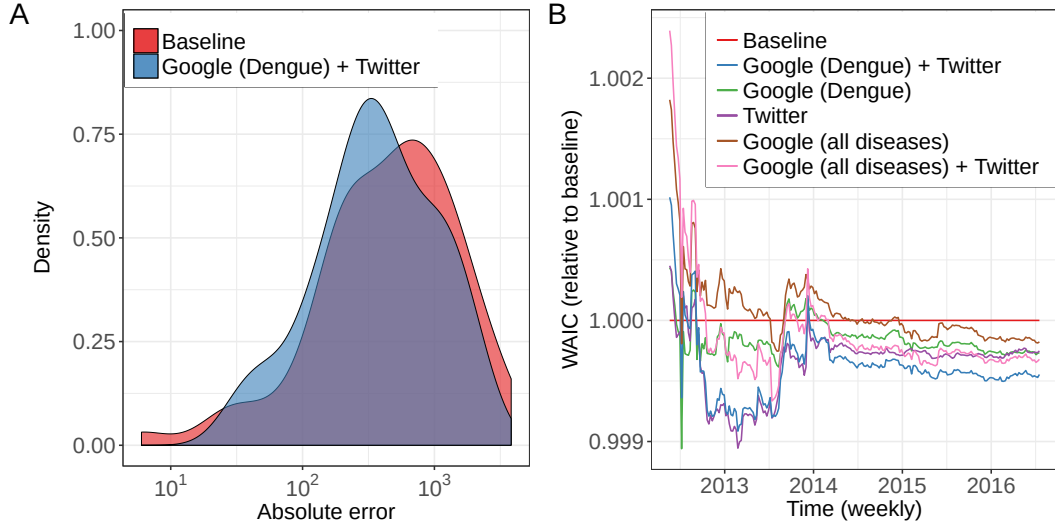 A
1.00
0.75
0.50
0.25
0.00
Density
Baseline
Google (Dengue) + Twitter
10¹
10²
10³
Absolute error
B
1.002
1.001
1.000
0.999
WAIC (relative to baseline)
Baseline
Google (Dengue) + Twitter
Google (Dengue)
Twitter
Google (all diseases)
Google (all diseases) + Twitter
2013
2014
2015
2016
Time (weekly)